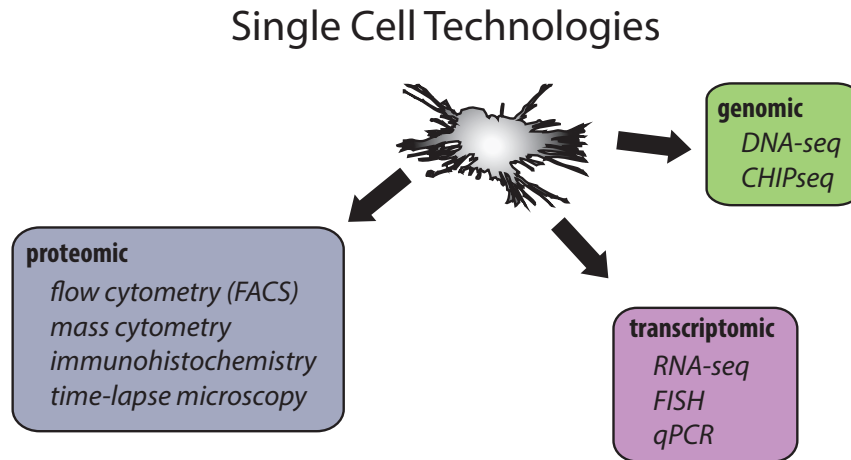 Single Cell Technologies
genomic
DNA-seq
CHIPseq
proteomic
flow cytometry (FACS)
mass cytometry
immunohistochemistry
time-lapse microscopy
transcriptomic
RNA-seq
FISH
qPCR